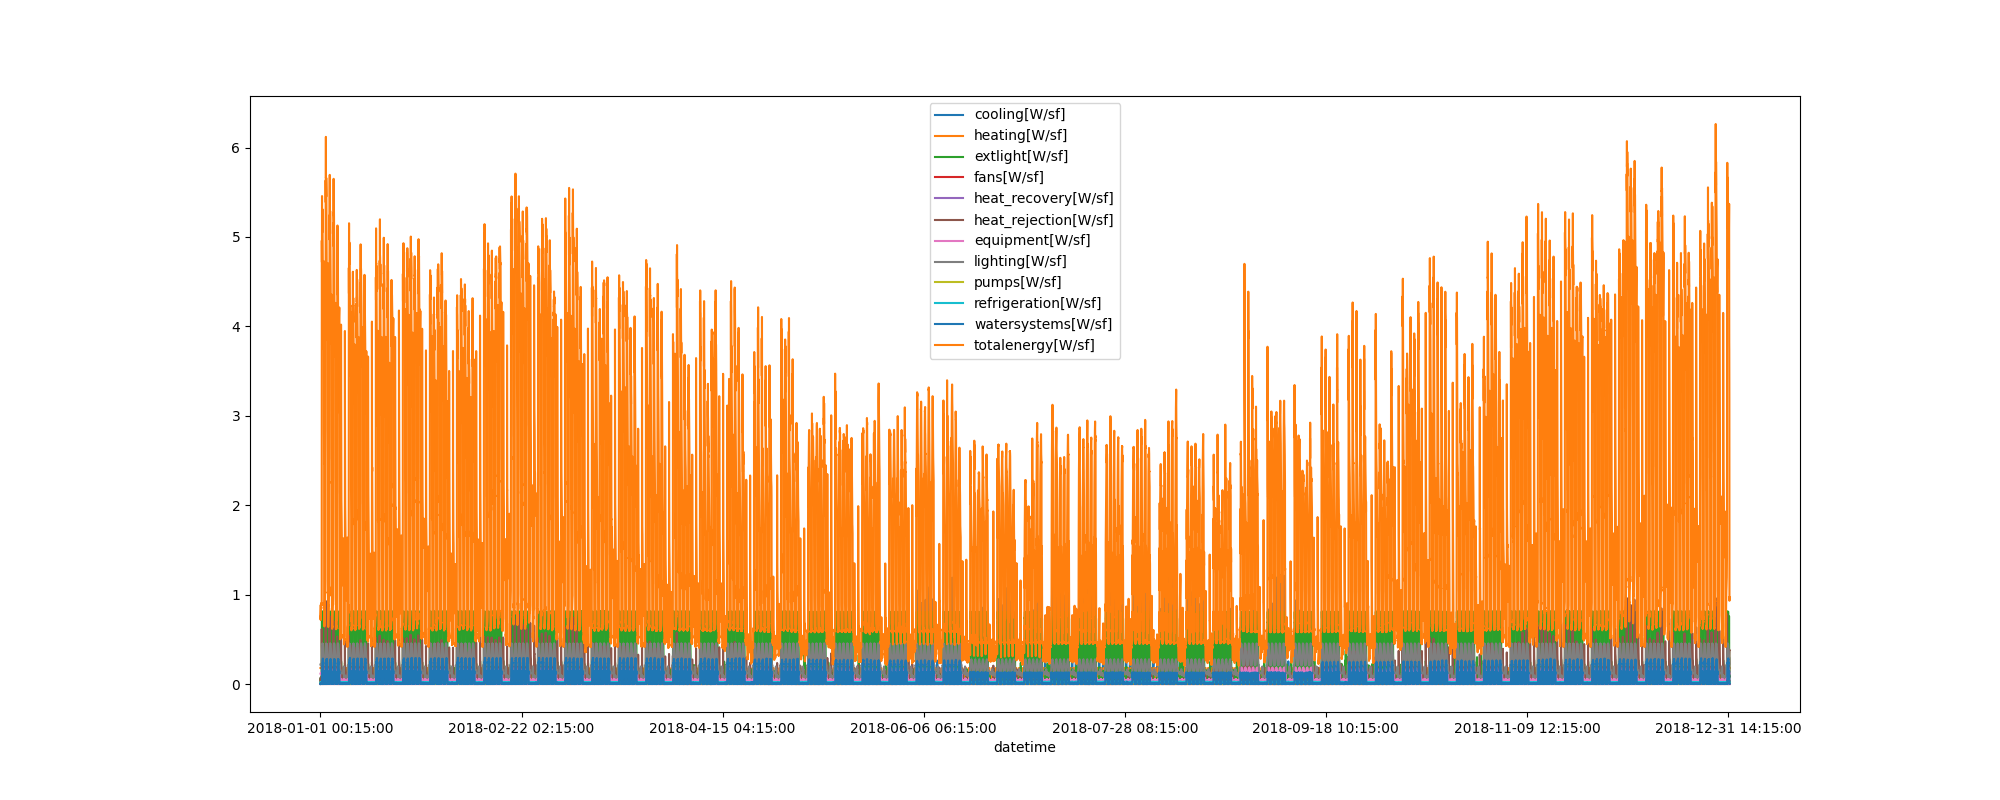 6
5
4
3
2
1
0
cooling[W/sf]
heating[W/sf]
extlight[W/sf]
fans[W/sf]
heat_recovery[W/sf]
heat_rejection[W/sf]
equipment[W/sf]
lighting[W/sf]
pumps[W/sf]
refrigeration[W/sf]
watersystems[W/sf]
totalenergy[W/sf]
2018-01-01 00:15:00 2018-02-22 02:15:00 2018-04-15 04:15:00 2018-06-06 06:15:00 2018-07-28 08:15:00 2018-09-18 10:15:00 2018-11-09 12:15:00 2018-12-31 14:15:00
datetime